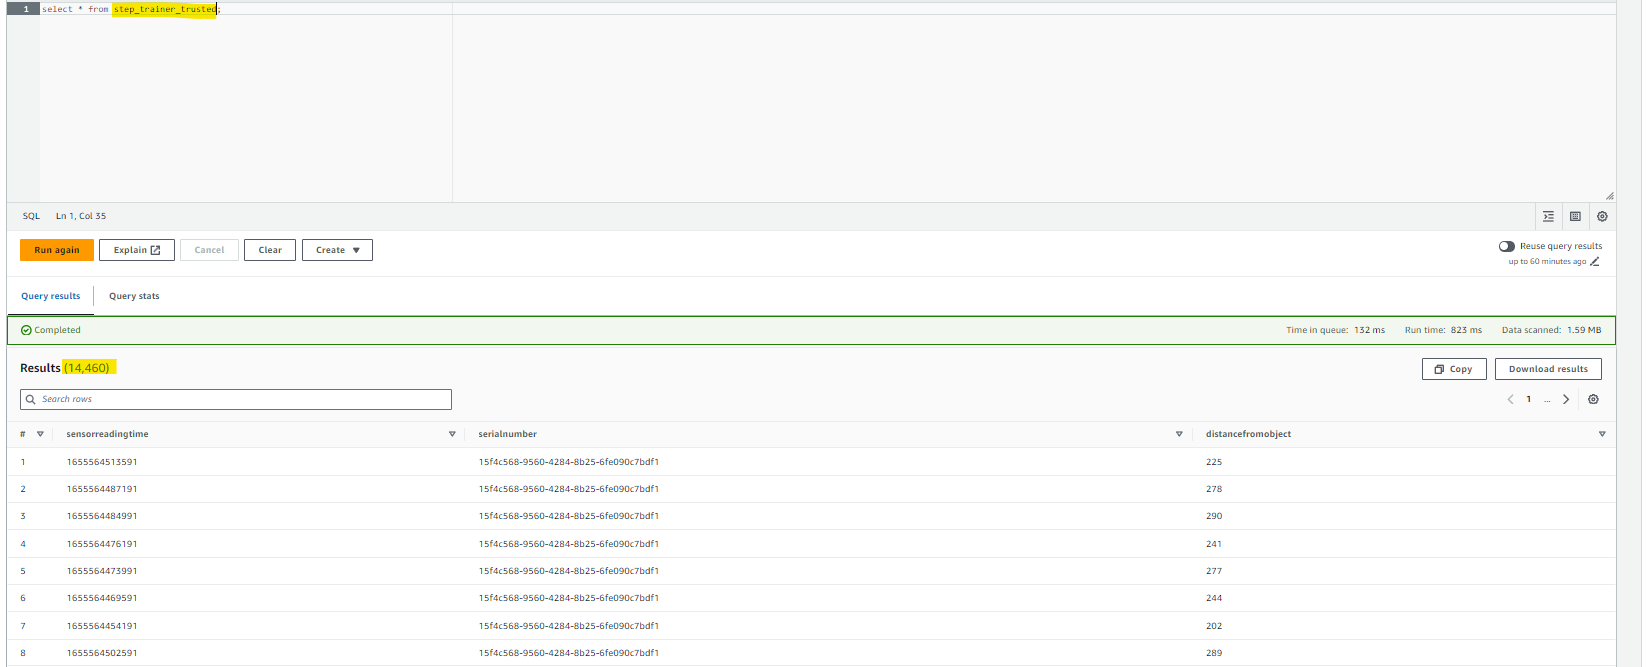 1 select * from step_trainer_trusted;
SQL Ln 1, Col 35
Run again Explain Cancel Clear Create
Reuse query results
up to 60 minutes ago
Query results Query stats
Completed Time in queue: 132 ms Run time: 823 ms Data scanned: 1.59 MB
Results (14,460) Copy Download results
Search rows 1 ...
# sensorreadingtime serialnumber distancefromobject
1 1655564513591 15f4c568-9560-4284-8b25-6fe090c7bdf1 225
2 1655564487191 15f4c568-9560-4284-8b25-6fe090c7bdf1 278
3 1655564484991 15f4c568-9560-4284-8b25-6fe090c7bdf1 290
4 1655564476191 15f4c568-9560-4284-8b25-6fe090c7bdf1 241
5 1655564473991 15f4c568-9560-4284-8b25-6fe090c7bdf1 277
6 1655564469591 15f4c568-9560-4284-8b25-6fe090c7bdf1 244
7 1655564454191 15f4c568-9560-4284-8b25-6fe090c7bdf1 202
8 1655564502591 15f4c568-9560-4284-8b25-6fe090c7bdf1 289